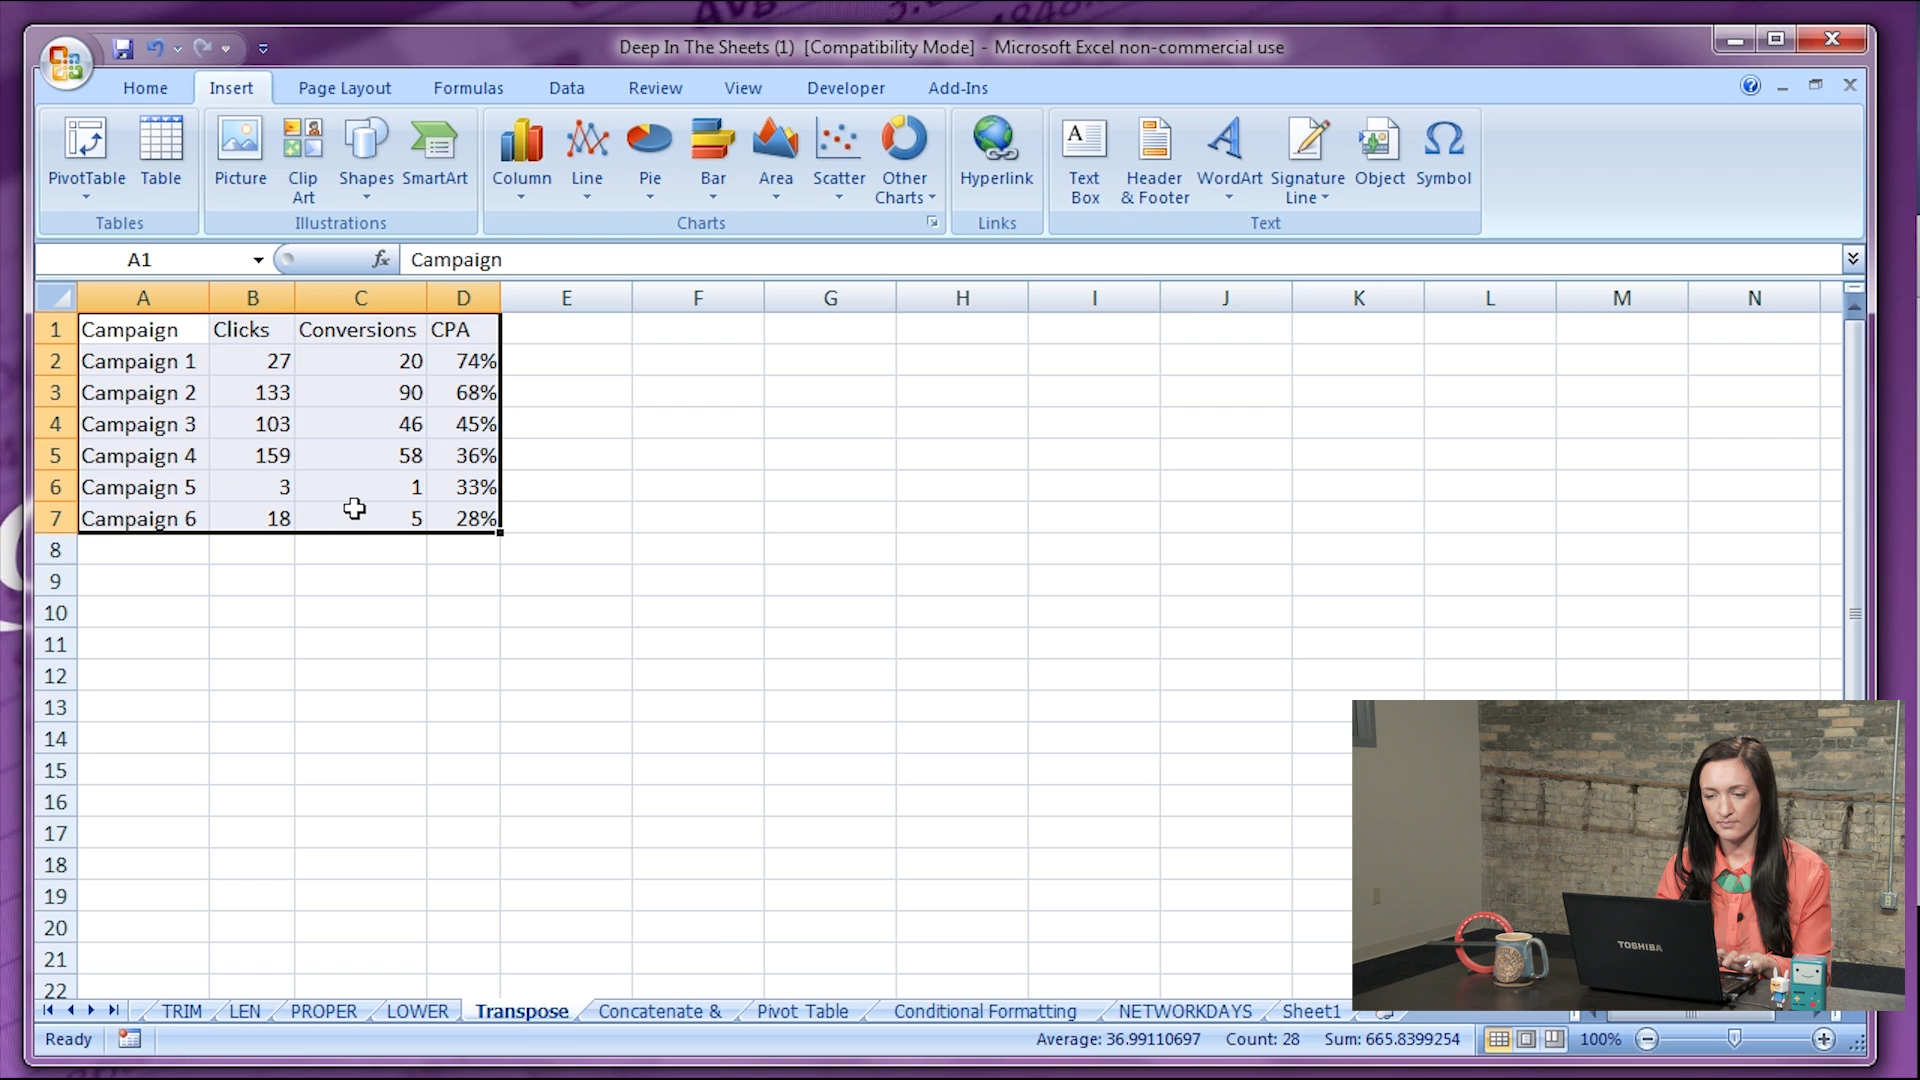 AVB
Deep In The Sheets (1) [Compatibility Mode] - Microsoft Excel non-commercial use
Home Insert Page Layout Formulas Data Review View Developer Add-Ins
PivotTable Table Picture Clip Art Shapes SmartArt Column Line Pie Bar Area Scatter Other Charts Hyperlink Text Box Header & Footer WordArt Signature Line Object Symbol
Tables Illustrations Charts Links Text
A1 fx Campaign
A B C D E F G H I J K L M N
1 Campaign Clicks Conversions CPA
2 Campaign 1 27 20 74%
3 Campaign 2 133 90 68%
4 Campaign 3 103 46 45%
5 Campaign 4 159 58 36%
6 Campaign 5 3 1 33%
7 Campaign 6 18 5 28%
8
9
10
11
12
13
14
15
16
17
18
19
20
21
22
TOSHIBA
TRIM LEN PROPER LOWER Transpose Concatenate & Pivot Table Conditional Formatting NETWORKDAYS Sheet1
Ready Average: 36.99110697 Count: 28 Sum: 665.8399254 100%